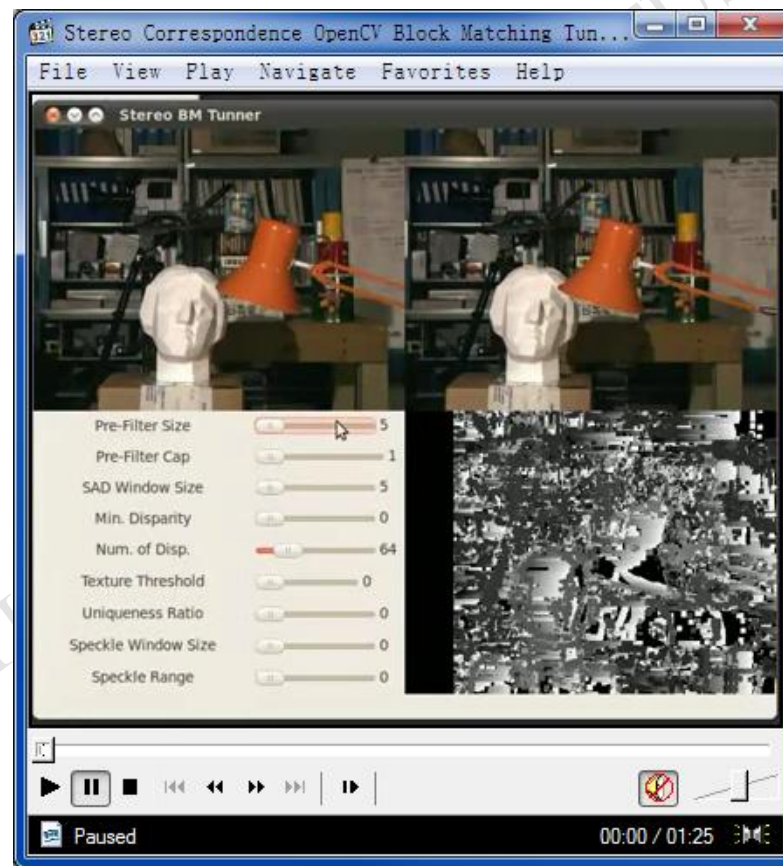 Stereo Correspondence OpenCV Block Matching Tun...
File View Play Navigate Favorites Help
Stereo BM Tunner
Pre-Filter Size 5
Pre-Filter Cap 1
SAD Window Size 5
Min. Disparity 0
Num. of Disp. 64
Texture Threshold 0
Uniqueness Ratio 0
Speckle Window Size 0
Speckle Range 0
Paused 00:00 / 01:25